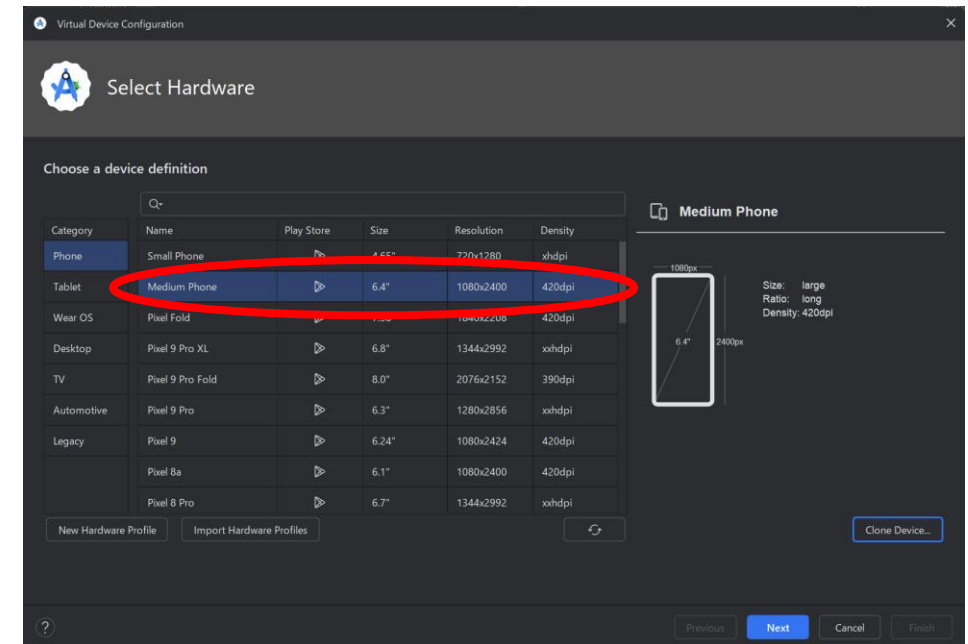 Virtual Device Configuration
Select Hardware
Choose a device definition
Category
Phone
Tablet
Wear OS
Desktop
TV
Automotive
Legacy
Name Play Store Size Resolution Density
Small Phone 4.65" 720x1280 xhdpi
Medium Phone 6.4" 1080x2400 420dpi
Pixel Fold 420dpi
Pixel 9 Pro XL 6.8" 1344x2992 xxhdpi
Pixel 9 Pro Fold 8.0" 2076x2152 390dpi
Pixel 9 Pro 6.3" 1280x2856 xxhdpi
Pixel 9 6.24" 1080x2424 420dpi
Pixel 8a 6.1" 1080x2400 420dpi
Pixel 8 Pro 6.7" 1344x2992 xxhdpi
New Hardware Profile
Import Hardware Profiles
Medium Phone
1080px
6.4"
2400px
Size: large
Ratio: long
Density: 420dpi
Clone Device...
?
Previous
Next
Cancel
Finish